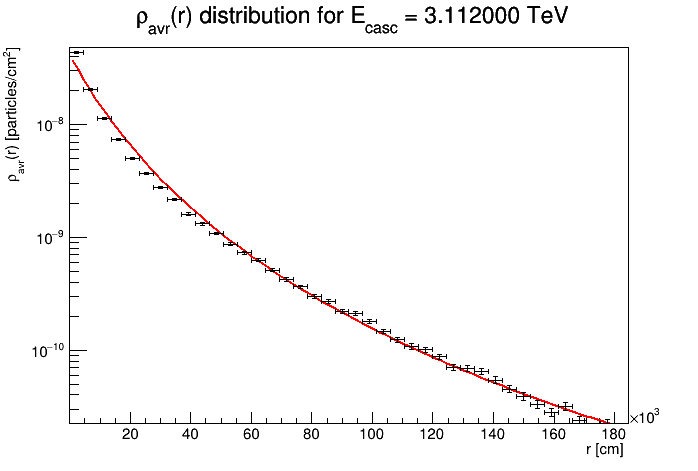 ρavr(r) distribution for Ecasc = 3.112000 TeV
ρavr(r) [particles/cm²]
10⁻⁸
10⁻⁹
10⁻¹⁰
20 40 60 80 100 120 140 160 180
×10³
r [cm]